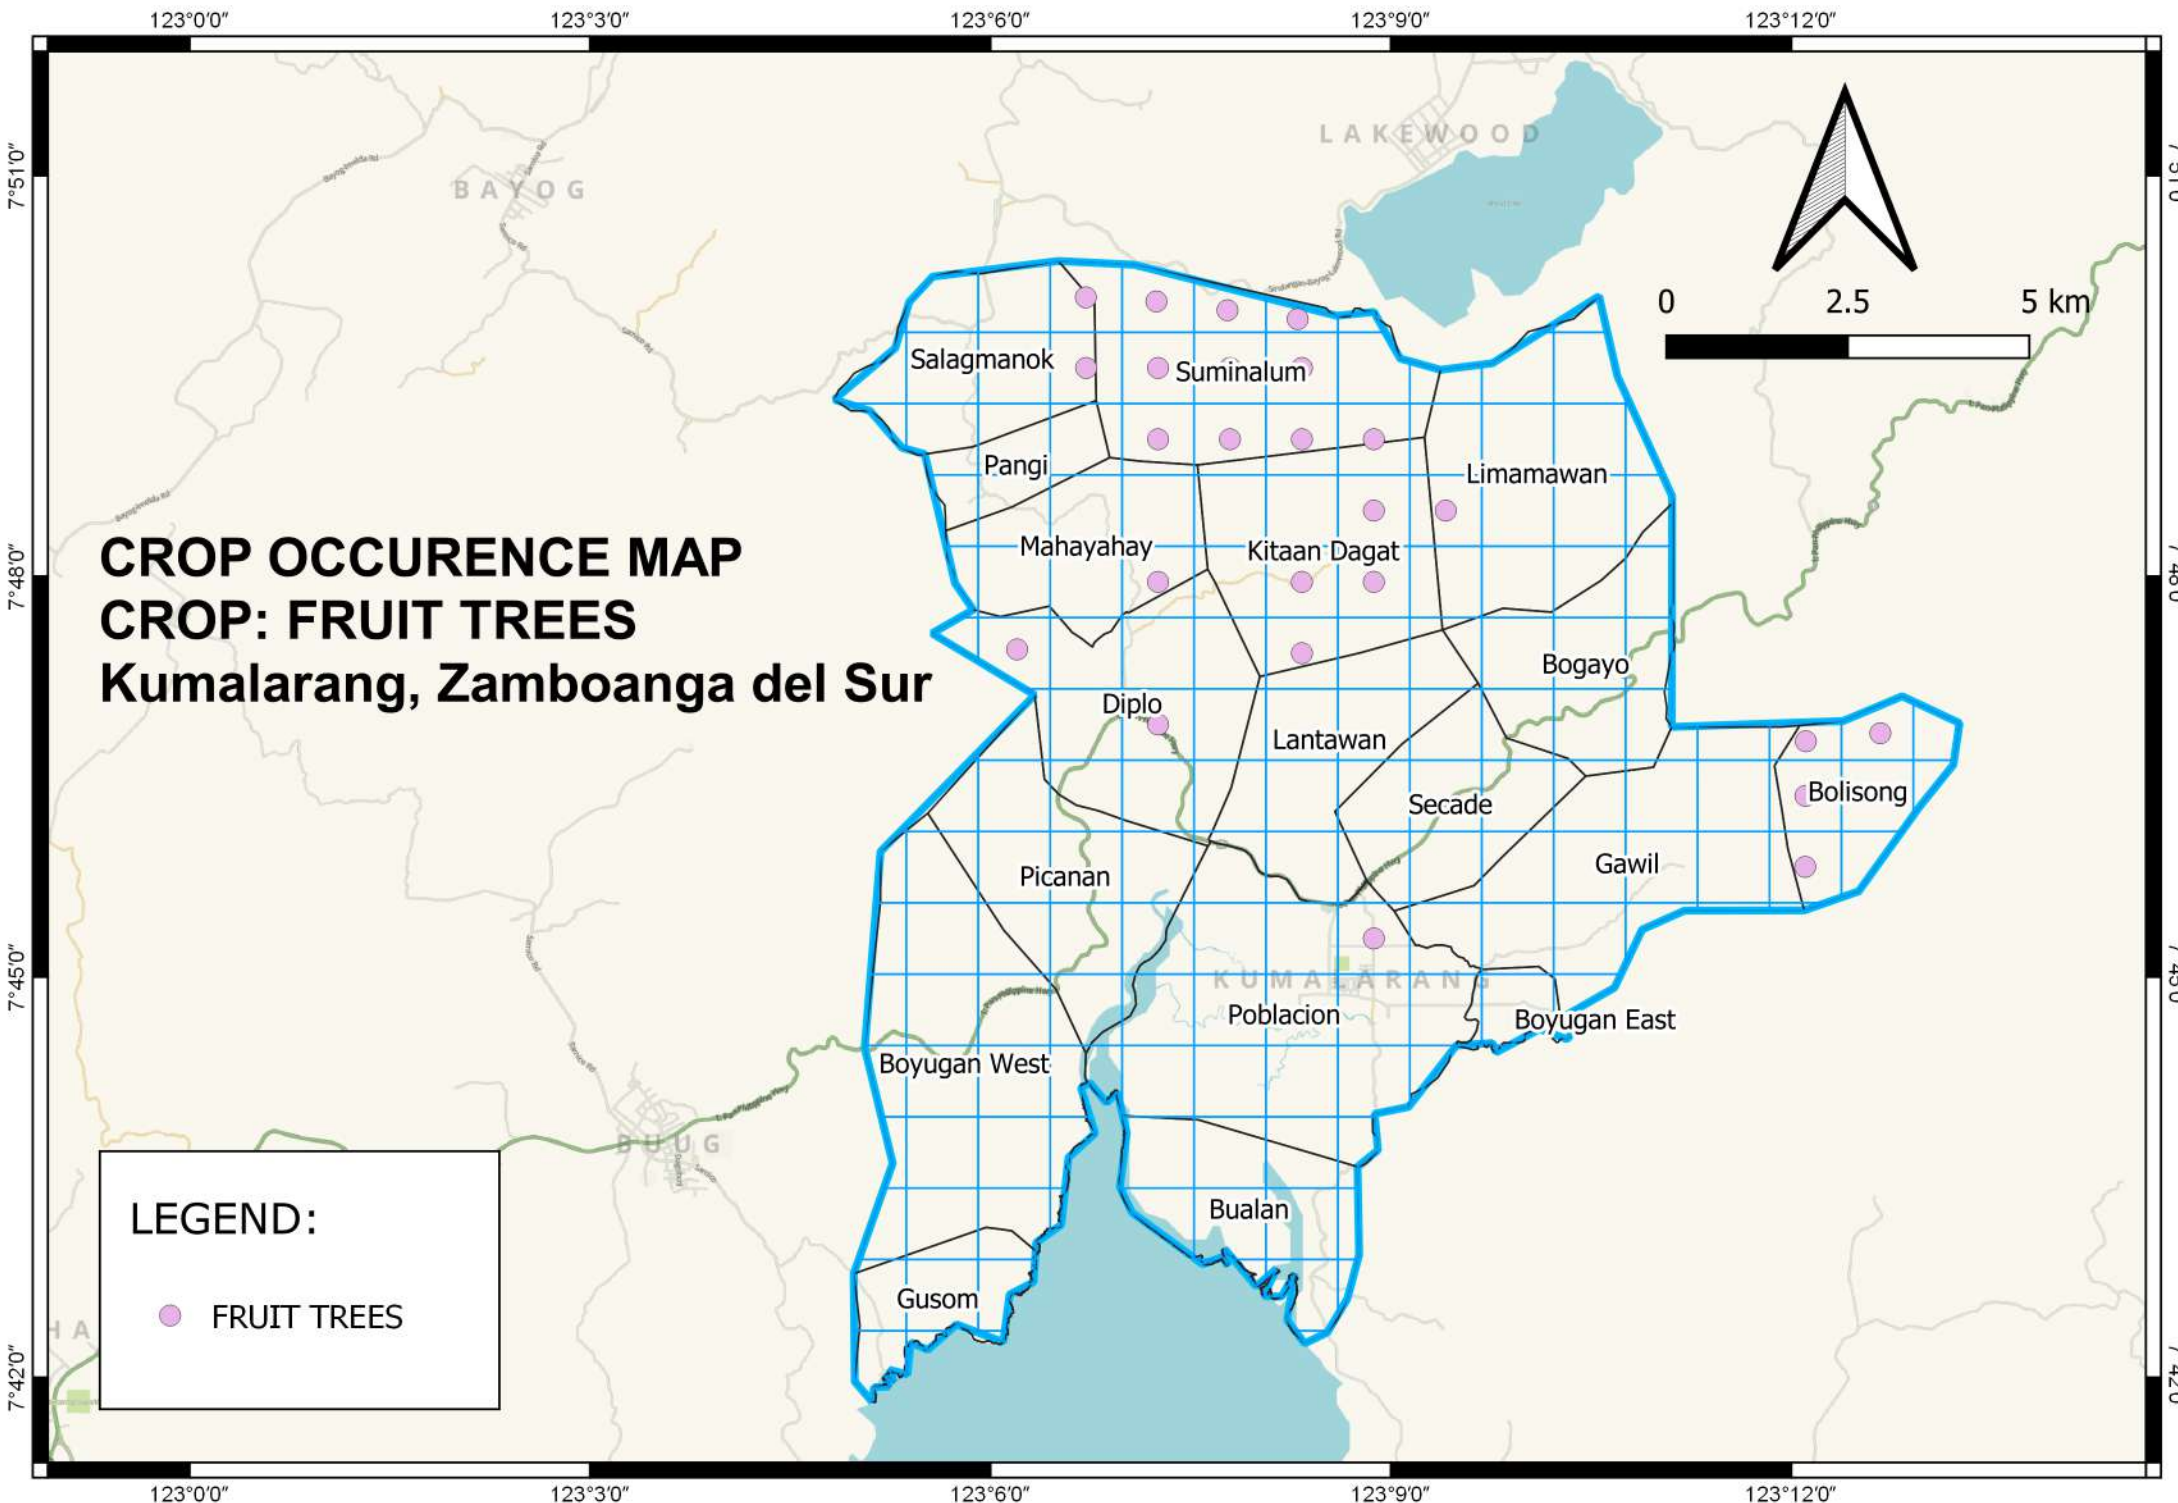 123°0'0" 123°3'0" 123°6'0" 123°9'0" 123°12'0"
LAKEWOOD
BAYOG
7°51'0"
0 2.5 5 km
Salagmanok
Suminalum
Pangi
Limamawan
Mahayahay
Kitaan Dagat
CROP OCCURENCE MAP
CROP: FRUIT TREES
Kumalarang, Zamboanga del Sur
7°48'0"
Bogayo
Diplo
Lantawan
Bolisong
Secade
Gawil
Picanan
7°45'0"
KUMALARANG
Poblacion
Boyugan East
Boyugan West
BUUG
Bualan
LEGEND:
Gusom
FRUIT TREES
HA
7°42'0"
123°0'0" 123°3'0" 123°6'0" 123°9'0" 123°12'0"